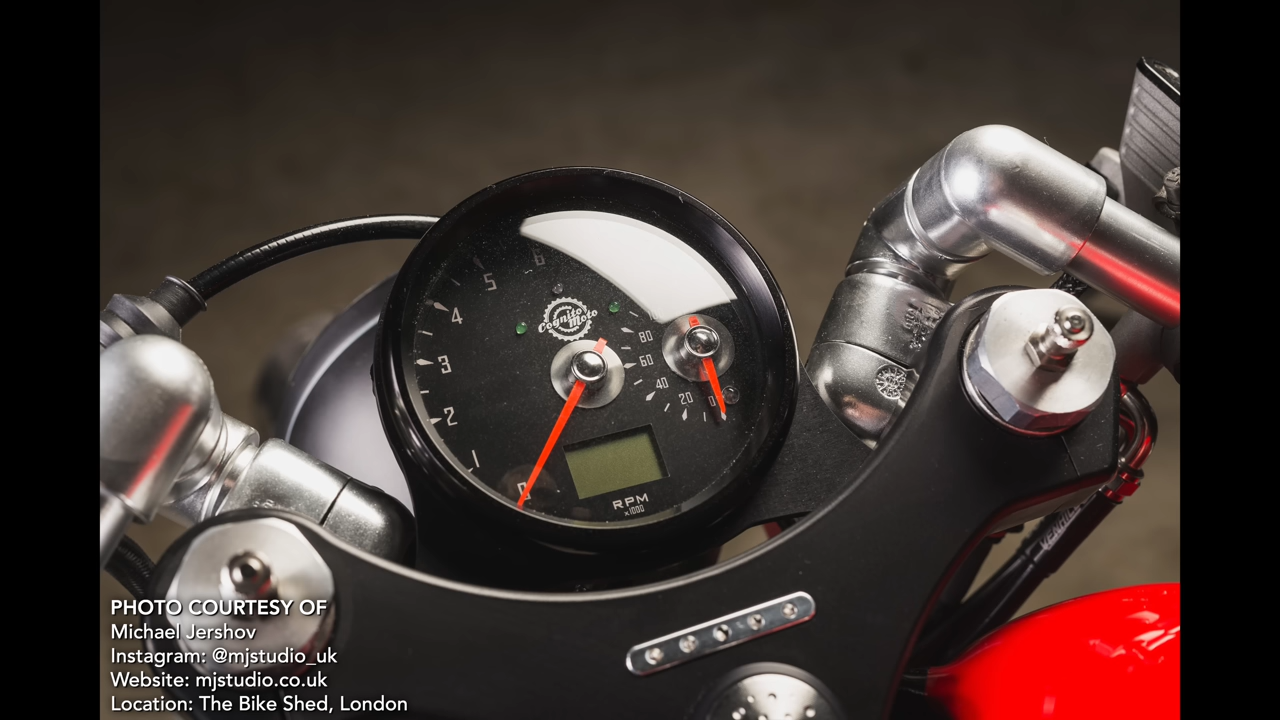 6
5
4
3
2
1
0
Cognito
Moto
80
60
40
20
0
RPM
x1000
PHOTO COURTESY OF
Michael Jershov
Instagram: @mjstudio_uk
Website: mjstudio.co.uk
Location: The Bike Shed, London